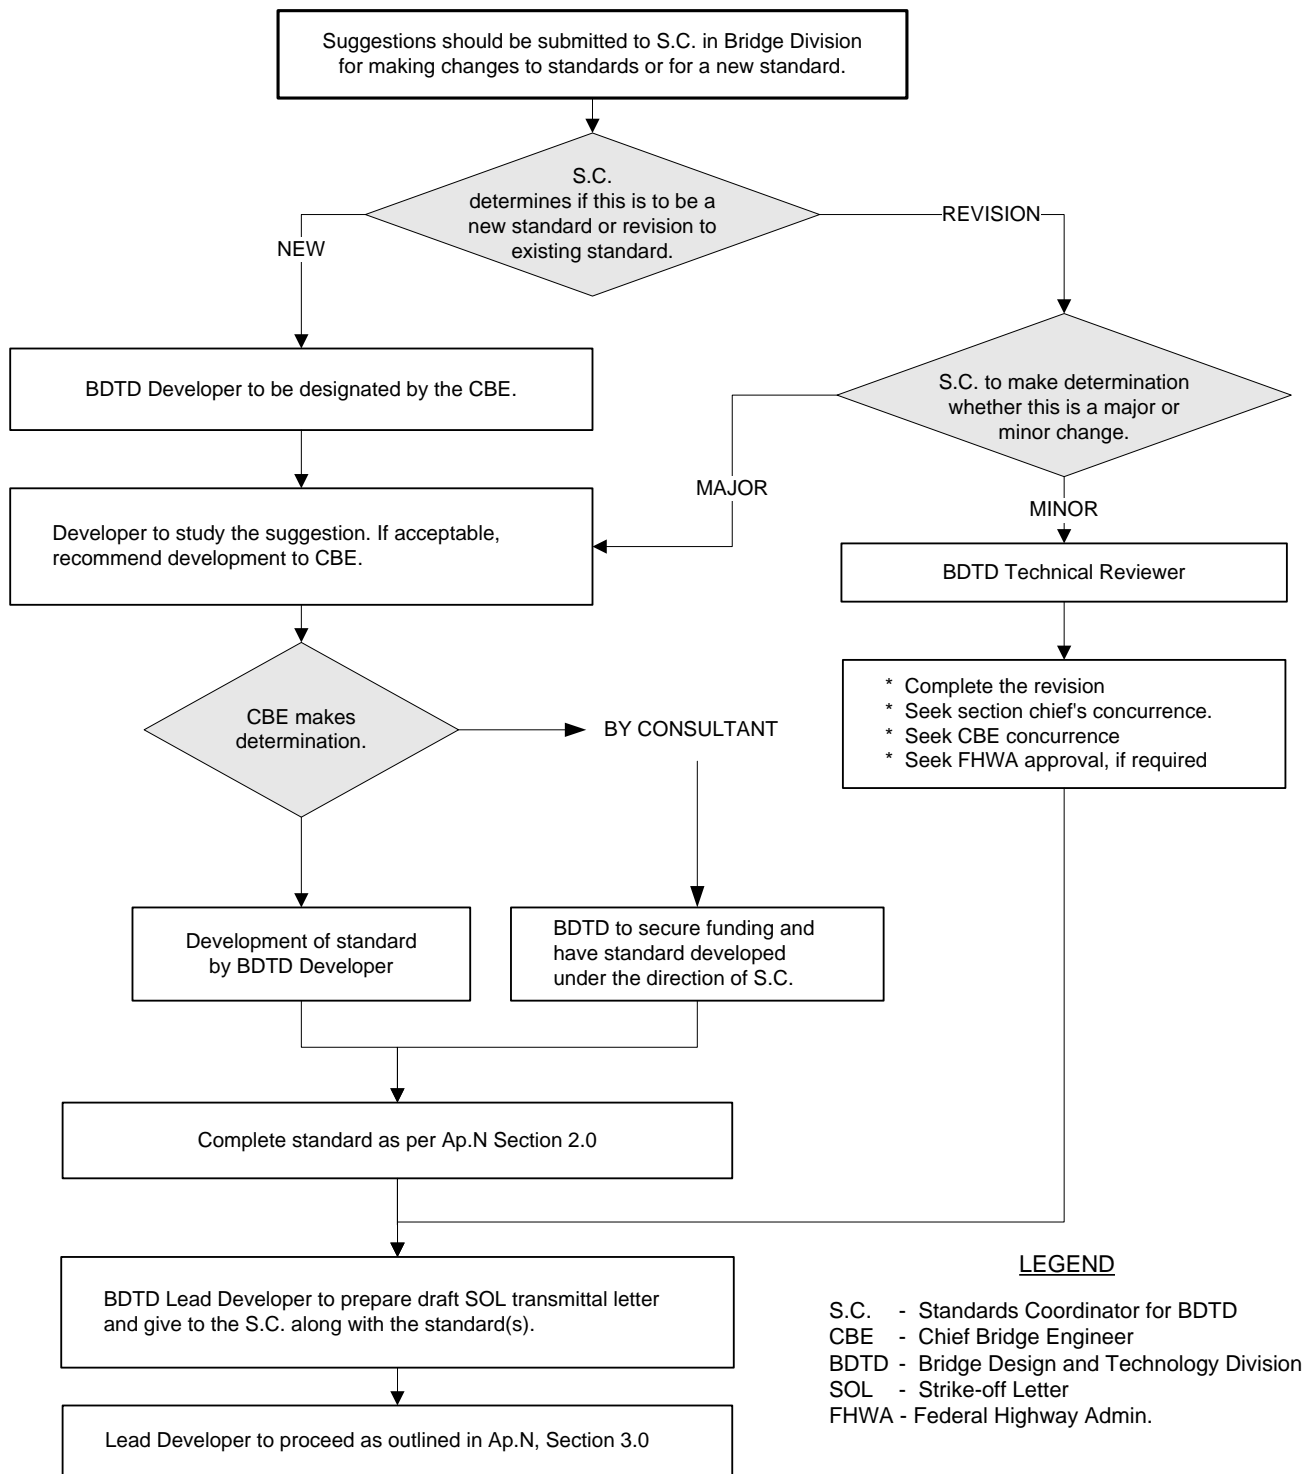 Suggestions should be submitted to S.C. in Bridge Division
for making changes to standards or for a new standard.
S.C.
determines if this is to be a
new standard or revision to
existing standard.
NEW
REVISION
BDTD Developer to be designated by the CBE.
S.C. to make determination
whether this is a major or
minor change.
MAJOR
MINOR
Developer to study the suggestion. If acceptable,
recommend development to CBE.
BDTD Technical Reviewer
* Complete the revision
* Seek section chief's concurrence.
* Seek CBE concurrence
* Seek FHWA approval, if required
CBE makes
determination.
BY CONSULTANT
Development of standard
by BDTD Developer
BDTD to secure funding and
have standard developed
under the direction of S.C.
Complete standard as per Ap.N Section 2.0
BDTD Lead Developer to prepare draft SOL transmittal letter
and give to the S.C. along with the standard(s).
Lead Developer to proceed as outlined in Ap.N, Section 3.0
LEGEND
S.C. - Standards Coordinator for BDTD
CBE - Chief Bridge Engineer
BDTD - Bridge Design and Technology Division
SOL - Strike-off Letter
FHWA - Federal Highway Admin.